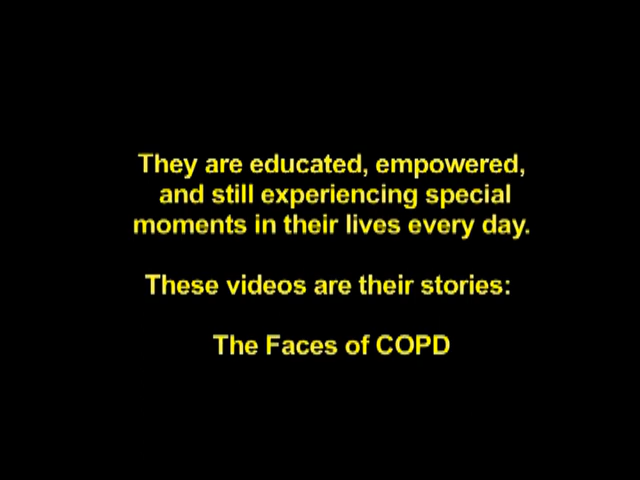 They are educated, empowered,
and still experiencing special
moments in their lives every day.
These videos are their stories:
The Faces of COPD